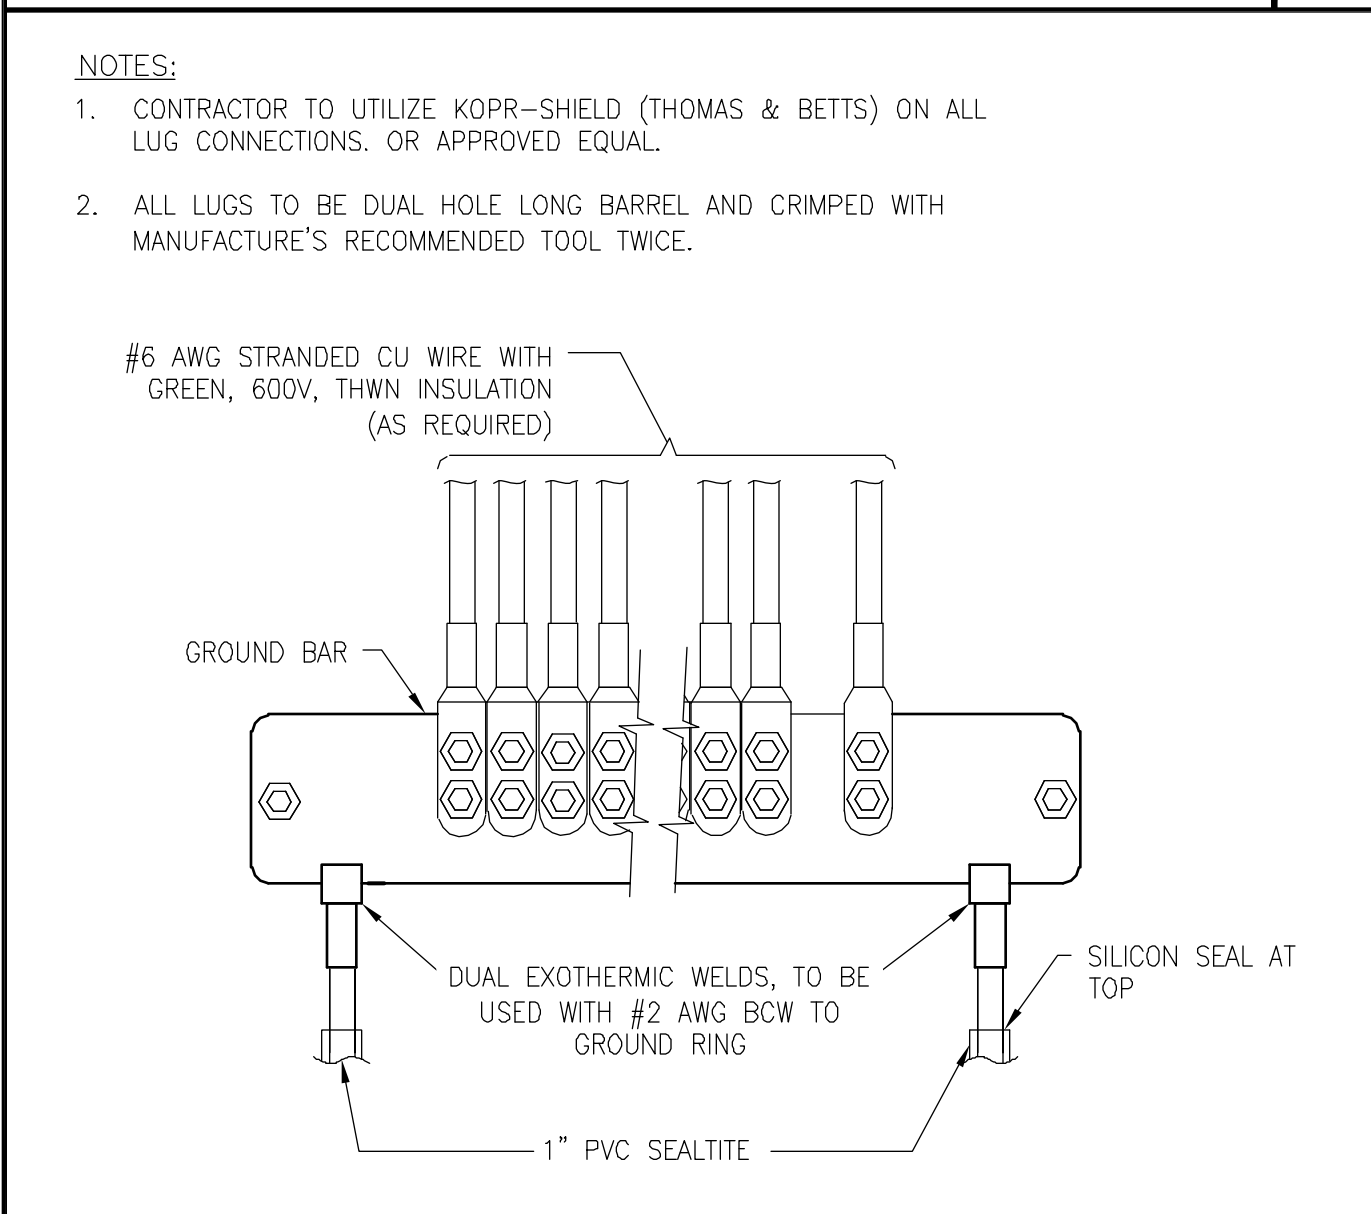 NOTES:
1. CONTRACTOR TO UTILIZE KOPR-SHIELD (THOMAS & BETTS) ON ALL
LUG CONNECTIONS. OR APPROVED EQUAL.
2. ALL LUGS TO BE DUAL HOLE LONG BARREL AND CRIMPED WITH
MANUFACTURE'S RECOMMENDED TOOL TWICE.
#6 AWG STRANDED CU WIRE WITH
GREEN, 600V, THWN INSULATION
(AS REQUIRED)
GROUND BAR
DUAL EXOTHERMIC WELDS, TO BE
USED WITH #2 AWG BCW TO
GROUND RING
SILICON SEAL AT
TOP
1" PVC SEALTITE